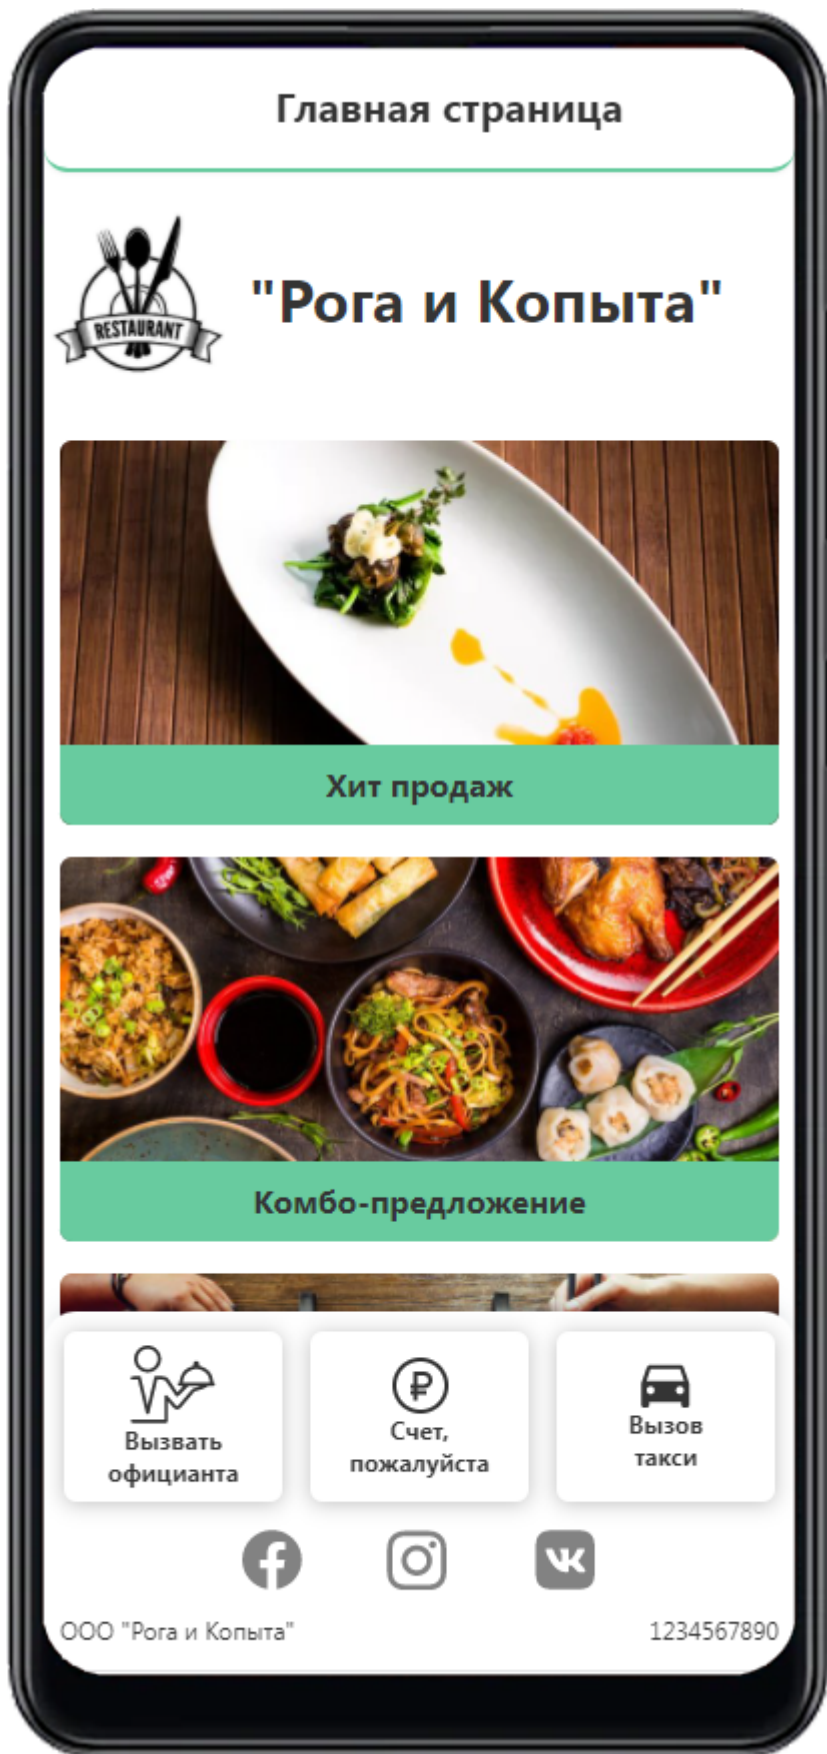 Главная страница
RESTAURANT
"Рога и Копыта"
Хит продаж
Комбо-предложение
Вызвать
официанта
Счет,
пожалуйста
Вызов
такси
ООО "Рога и Копыта"
1234567890